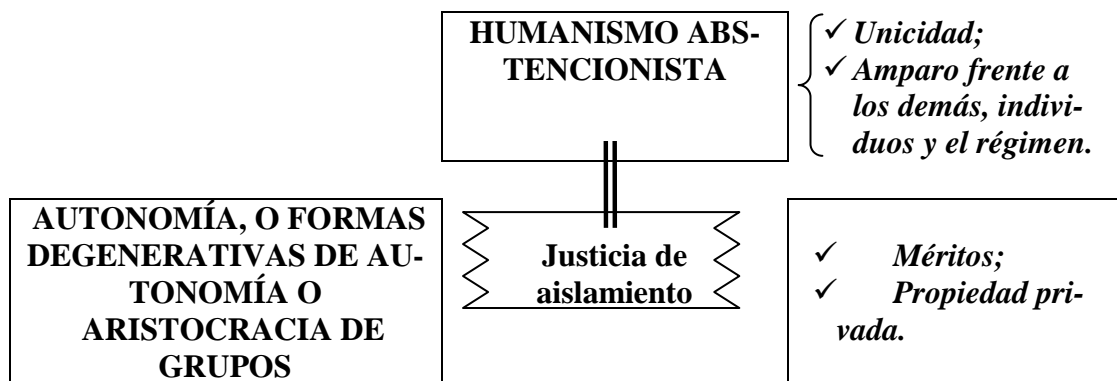 HUMANISMO ABS-
TENCIONISTA
✓ Unicidad;
✓ Amparo frente a
los demás, indivi-
duos y el régimen.
AUTONOMÍA, O FORMAS
DEGENERATIVAS DE AU-
TONOMÍA O
ARISTOCRACIA DE
GRUPOS
Justicia de
aislamiento
✓ Méritos;
✓ Propiedad pri-
vada.